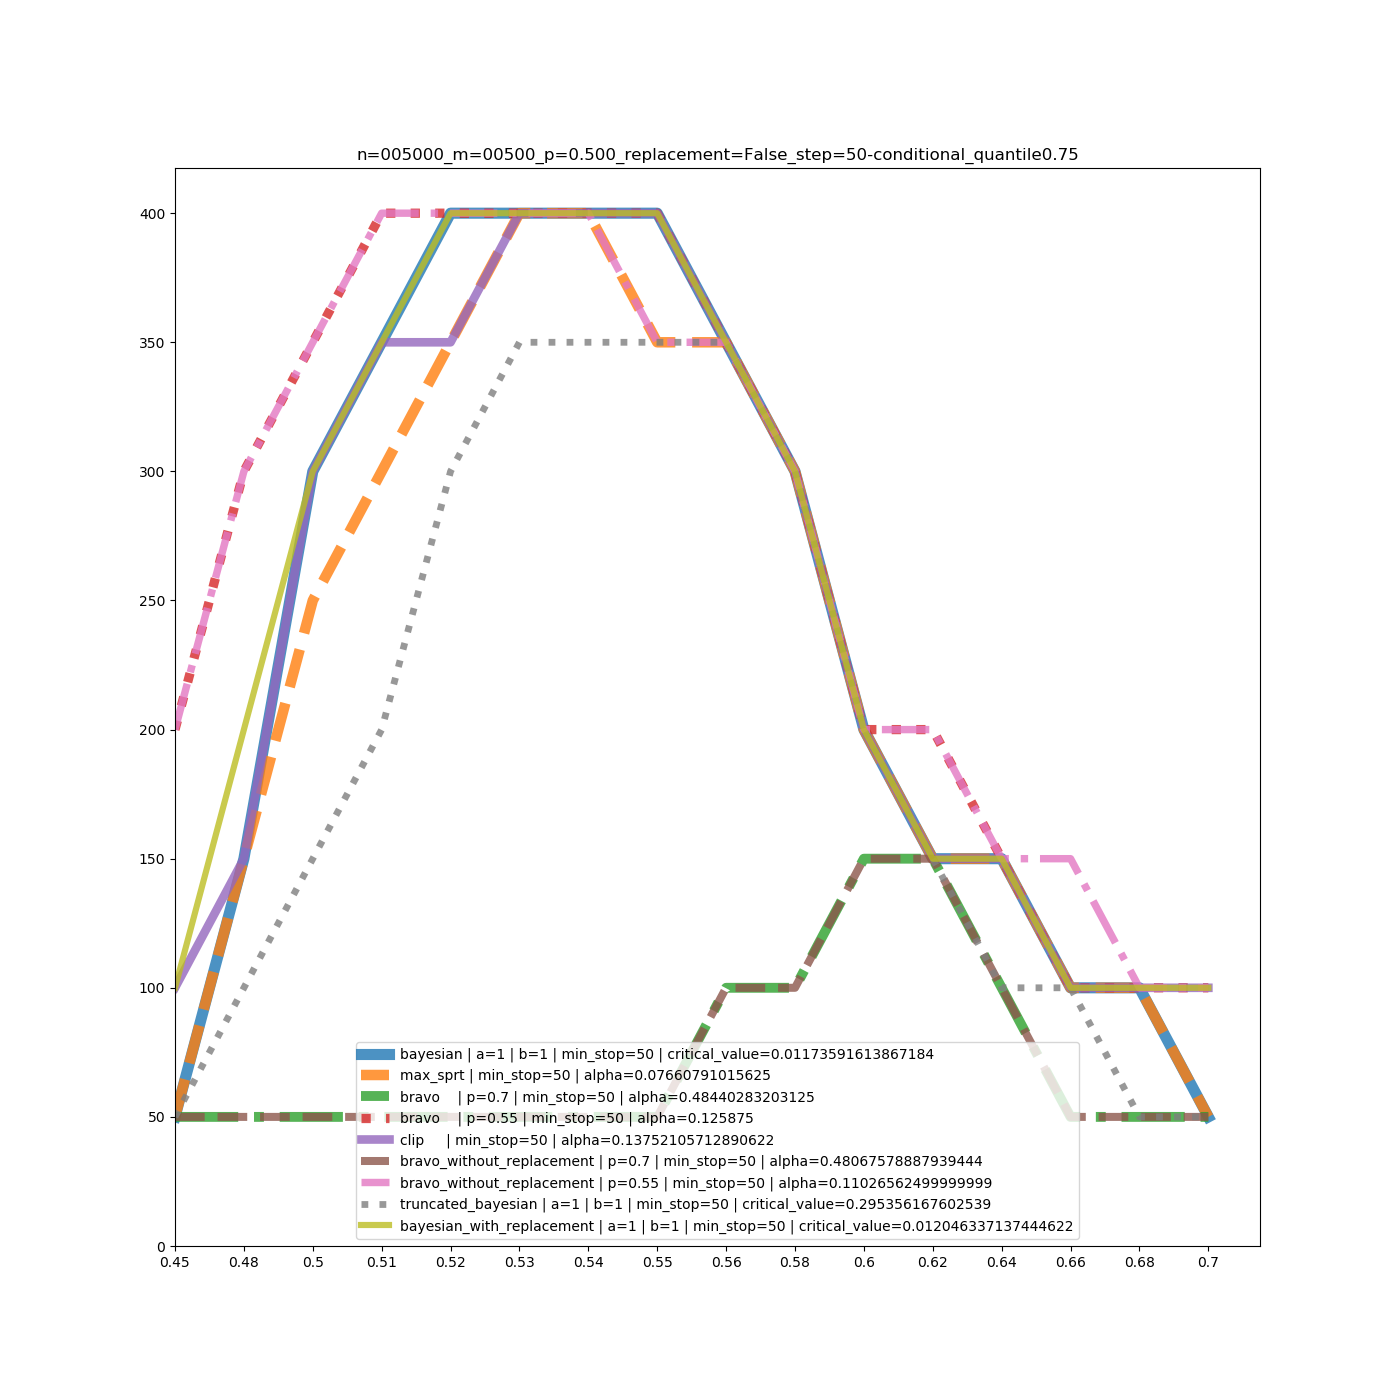 n=005000_m=00500_p=0.500_replacement=False_step=50-conditional_quantile0.75
400
350
300
250
200
150
100
50
0
bayesian | a=1 | b=1 | min_stop=50 | critical_value=0.01173591613867184
max_sprt | min_stop=50 | alpha=0.07660791015625
bravo | p=0.7 | min_stop=50 | alpha=0.48440283203125
bravo | p=0.55 | min_stop=50 | alpha=0.125875
clip | min_stop=50 | alpha=0.13752105712890622
bravo_without_replacement | p=0.7 | min_stop=50 | alpha=0.48067578887939444
bravo_without_replacement | p=0.55 | min_stop=50 | alpha=0.11026562499999999
truncated_bayesian | a=1 | b=1 | min_stop=50 | critical_value=0.295356167602539
bayesian_with_replacement | a=1 | b=1 | min_stop=50 | critical_value=0.012046337137444622
0.45 0.48 0.5 0.51 0.52 0.53 0.54 0.55 0.56 0.58 0.6 0.62 0.64 0.66 0.68 0.7